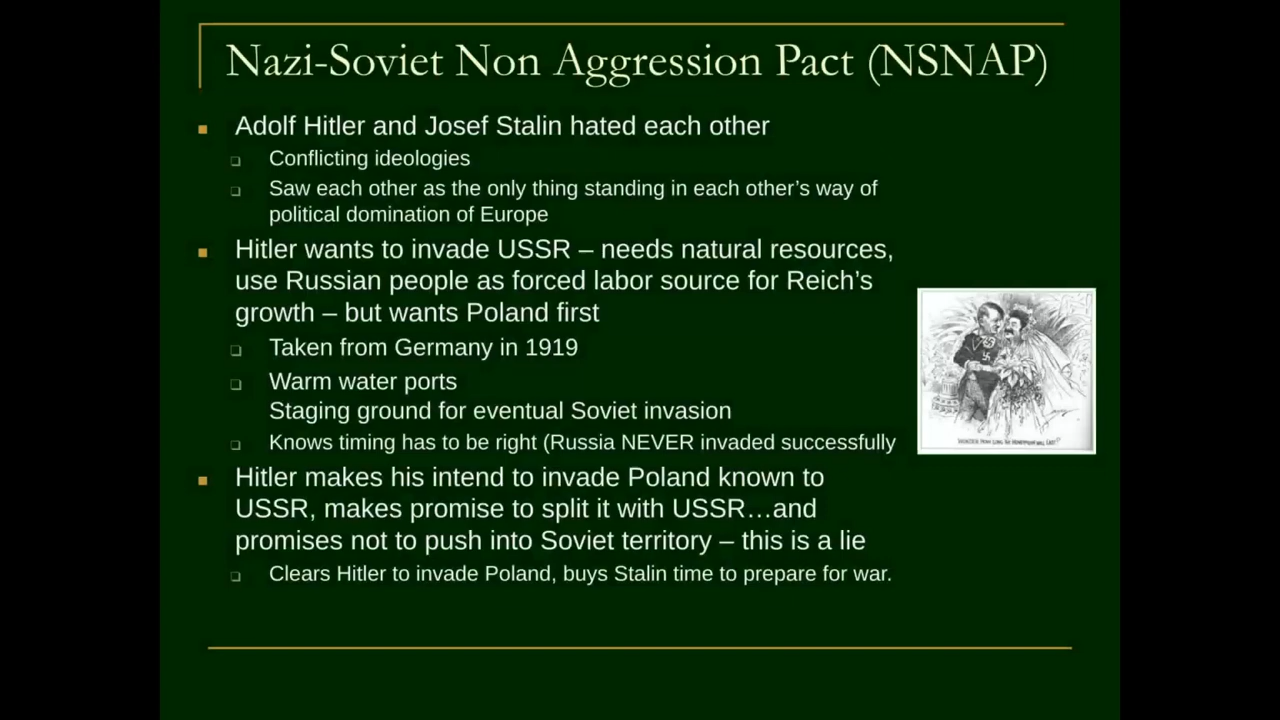 Nazi-Soviet Non Aggression Pact (NSNAP)
Adolf Hitler and Josef Stalin hated each other
Conflicting ideologies
Saw each other as the only thing standing in each other's way of
political domination of Europe
Hitler wants to invade USSR – needs natural resources,
use Russian people as forced labor source for Reich's
growth – but wants Poland first
Taken from Germany in 1919
Warm water ports
Staging ground for eventual Soviet invasion
Knows timing has to be right (Russia NEVER invaded successfully
Hitler makes his intend to invade Poland known to
USSR, makes promise to split it with USSR…and
promises not to push into Soviet territory – this is a lie
Clears Hitler to invade Poland, buys Stalin time to prepare for war.